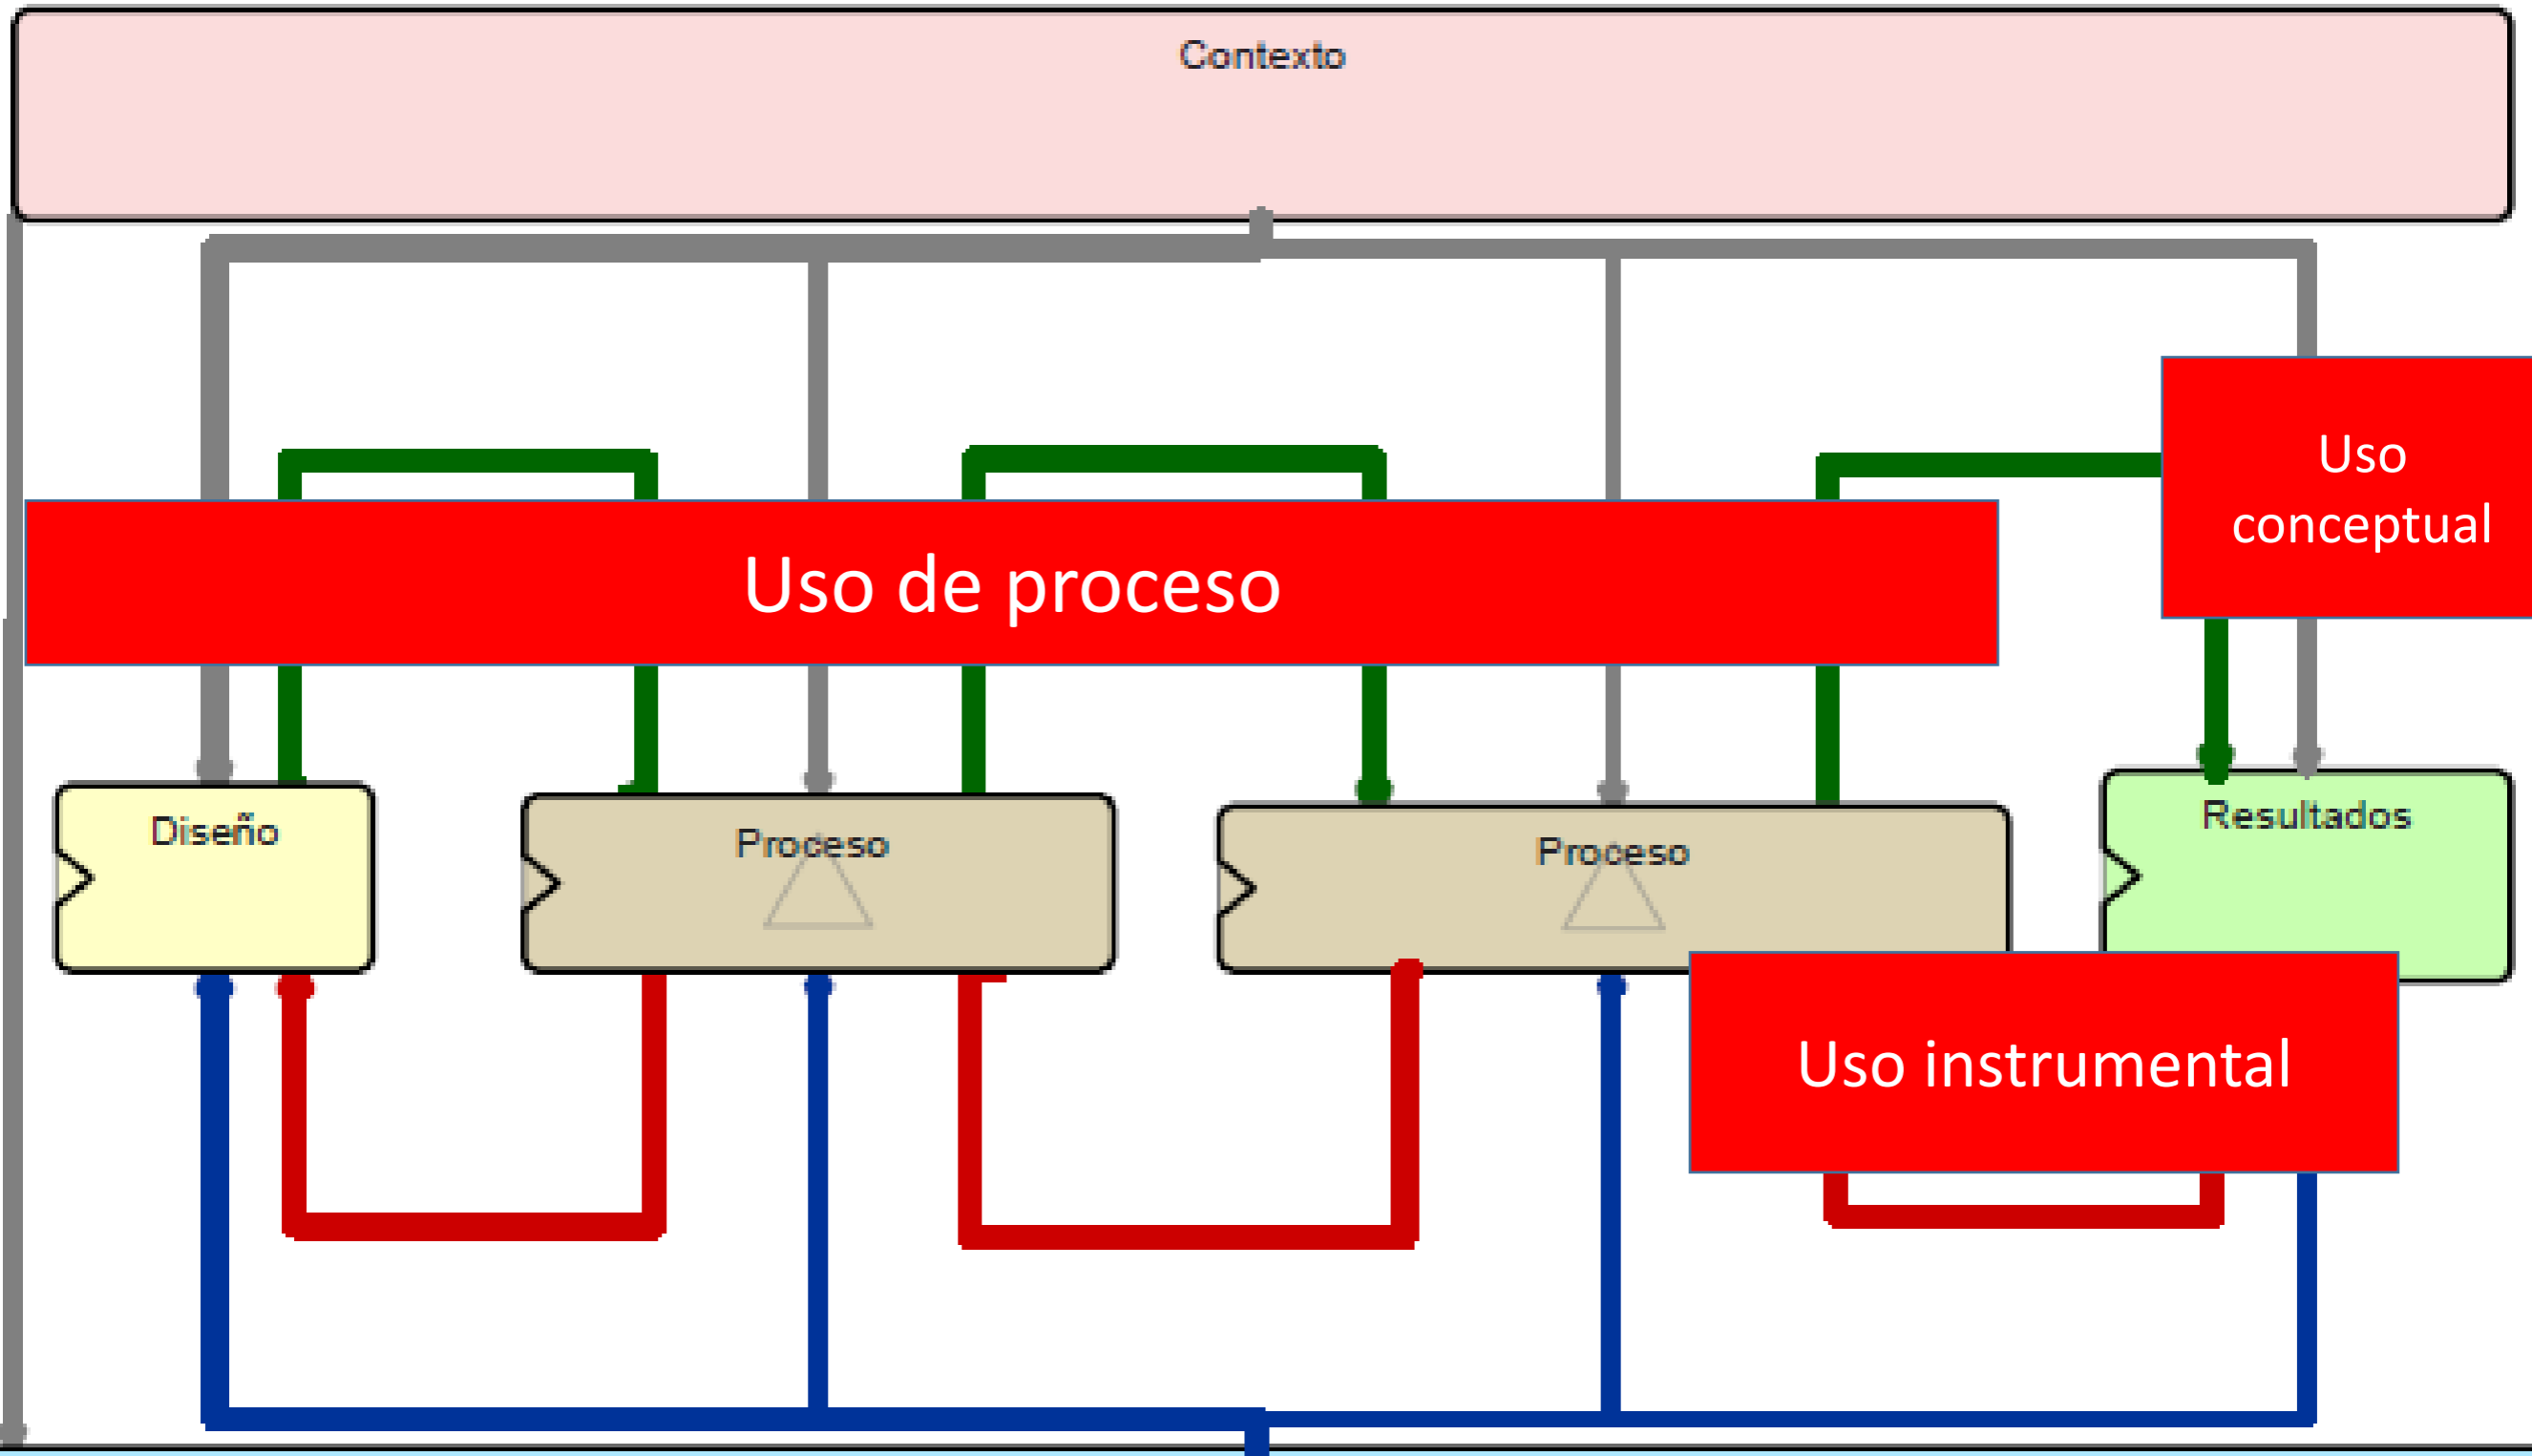 Contexto
Uso
conceptual
Uso de proceso
Diseño
Proceso
Proceso
Resultados
Uso instrumental